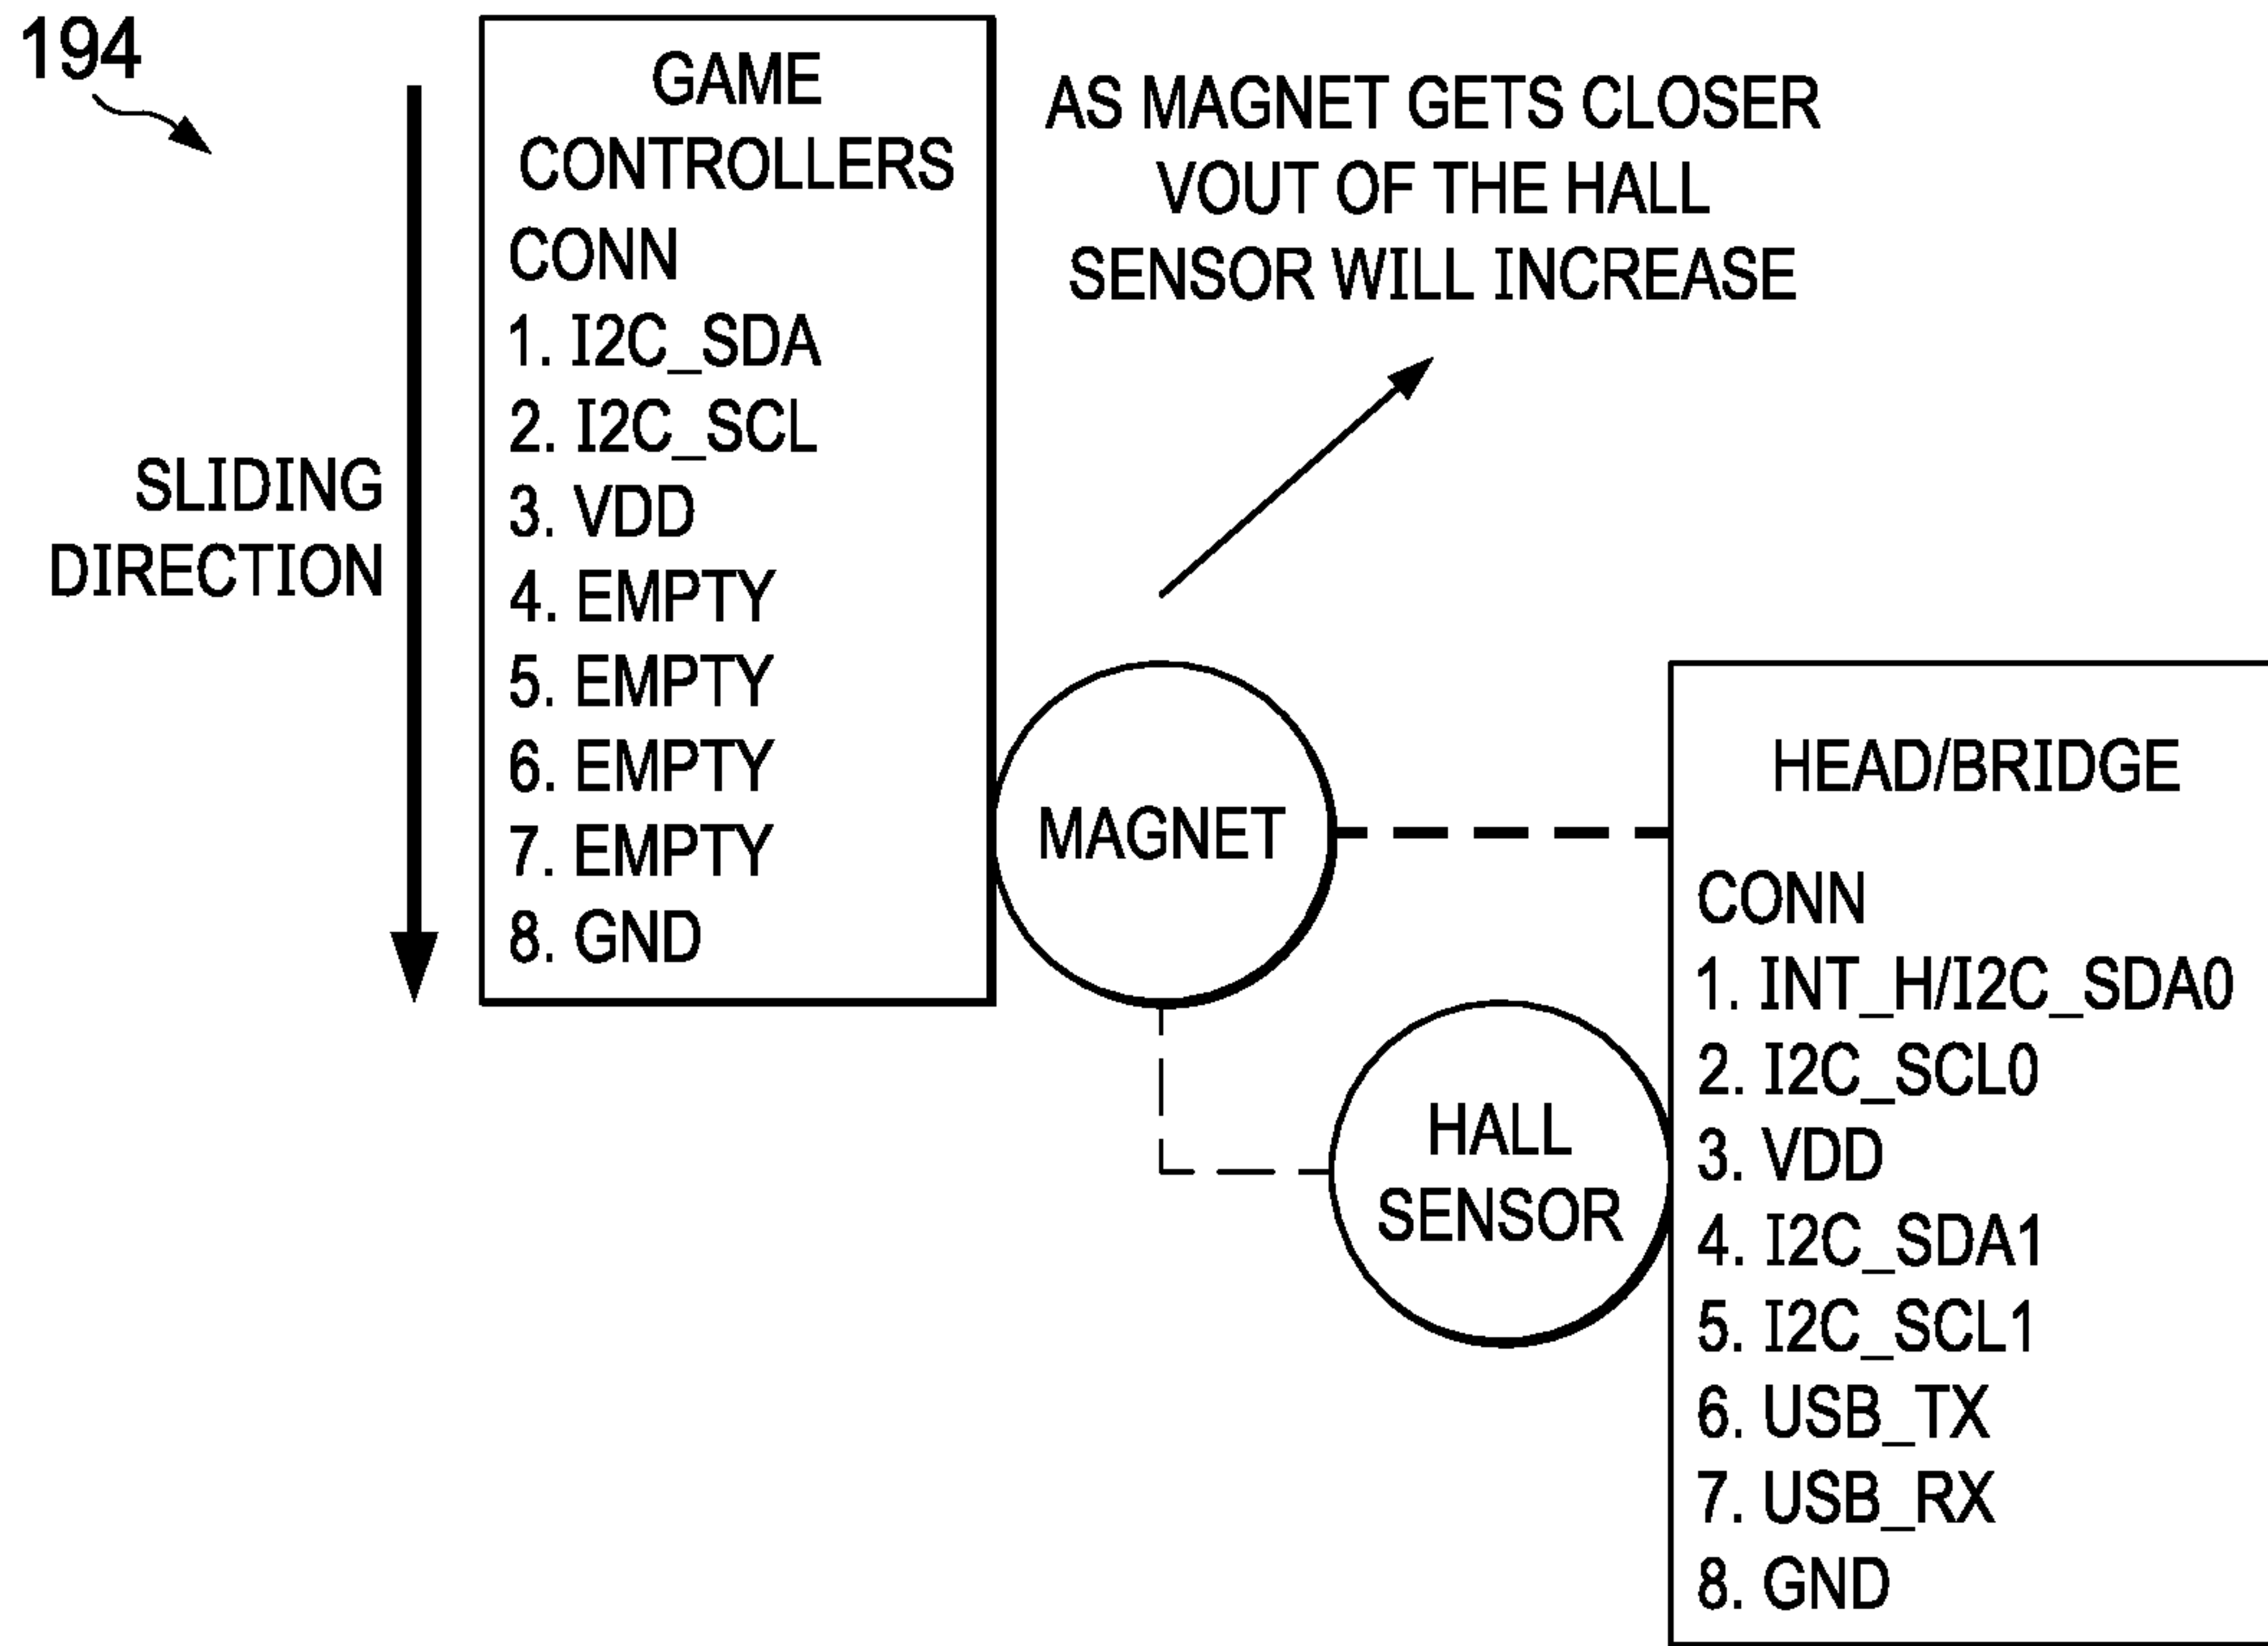 194
GAME
CONTROLLERS
CONN
1. I2C_SDA
2. I2C_SCL
3. VDD
4. EMPTY
5. EMPTY
6. EMPTY
7. EMPTY
8. GND
AS MAGNET GETS CLOSER
VOUT OF THE HALL
SENSOR WILL INCREASE
SLIDING
DIRECTION
MAGNET
HALL
SENSOR
HEAD/BRIDGE
CONN
1. INT_H/I2C_SDA0
2. I2C_SCL0
3. VDD
4. I2C_SDA1
5. I2C_SCL1
6. USB_TX
7. USB_RX
8. GND